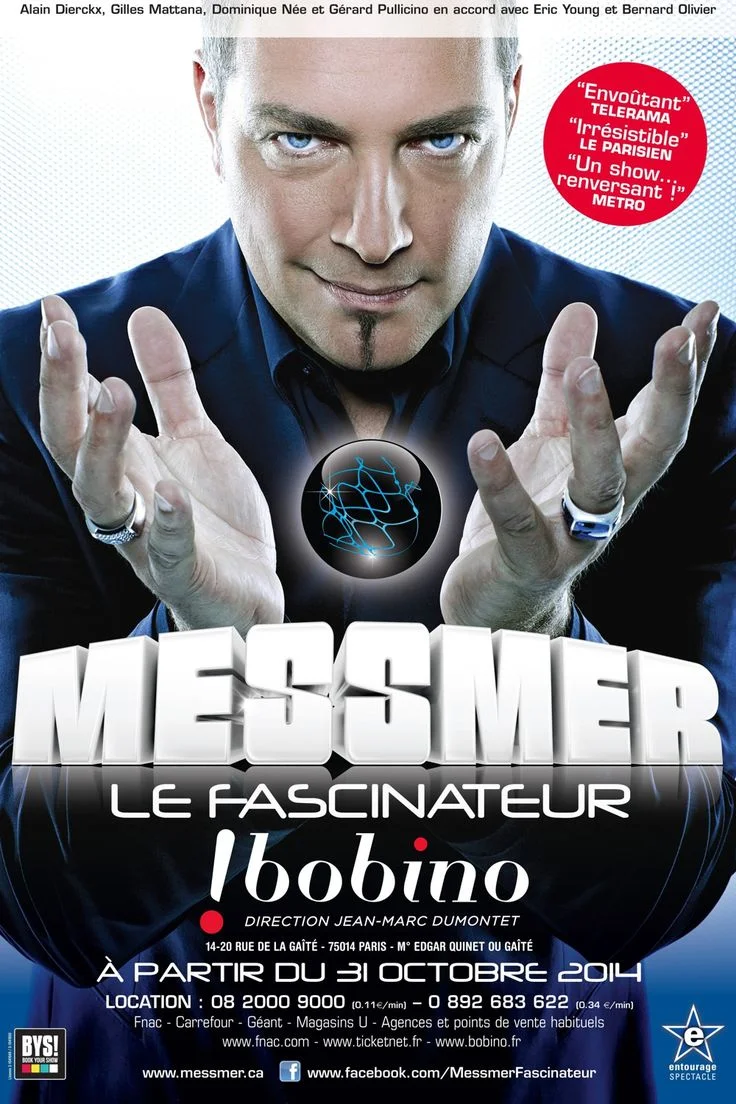 Alain Dierckx, Gilles Mattana, Dominique Née et Gérard Pullicino en accord avec Eric Young et Bernard Olivier
“Envoûtant”
TELERAMA
“Irrésistible”
LE PARISIEN
“Un show...
renversant !”
METRO
MESSMER
LE FASCINATEUR
!bobino
DIRECTION JEAN-MARC DUMONTET
14-20 RUE DE LA GAÎTÉ - 75014 PARIS - M° EDGAR QUINET OU GAÎTÉ
À PARTIR DU 31 OCTOBRE 2014
LOCATION : 08 2000 9000 (0.11€/min) – 0 892 683 622 (0.34 €/min)
Fnac - Carrefour - Géant - Magasins U - Agences et points de vente habituels
www.fnac.com - www.ticketnet.fr - www.bobino.fr
www.messmer.ca f www.facebook.com/MessmerFascinateur
BYS!
BOOK YOUR SHOW
e
entourage
SPECTACLE